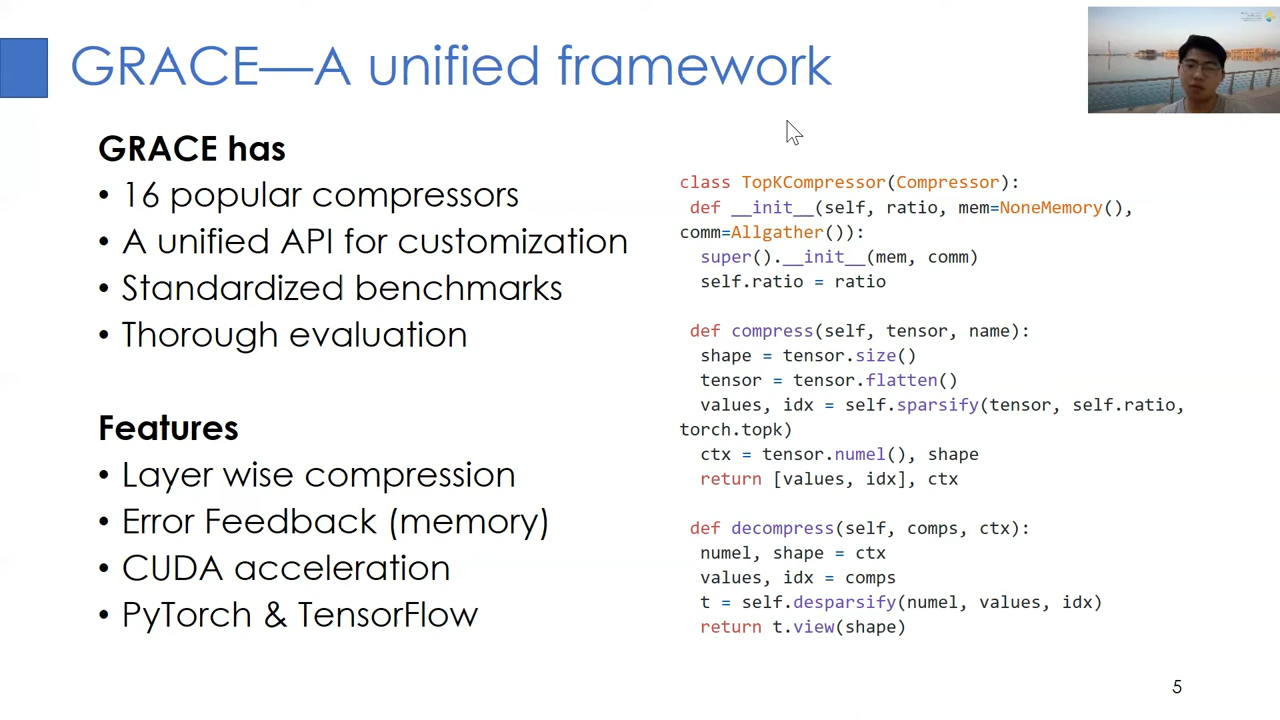 GRACE—A unified framework
GRACE has
• 16 popular compressors
• A unified API for customization
• Standardized benchmarks
• Thorough evaluation
Features
• Layer wise compression
• Error Feedback (memory)
• CUDA acceleration
• PyTorch & TensorFlow
class TopKCompressor(Compressor):
def __init__(self, ratio, mem=NoneMemory(),
comm=Allgather()):
super().__init__(mem, comm)
self.ratio = ratio
def compress(self, tensor, name):
shape = tensor.size()
tensor = tensor.flatten()
values, idx = self.sparsify(tensor, self.ratio,
torch.topk)
ctx = tensor.numel(), shape
return [values, idx], ctx
def decompress(self, comps, ctx):
numel, shape = ctx
values, idx = comps
t = self.desparsify(numel, values, idx)
return t.view(shape)
5